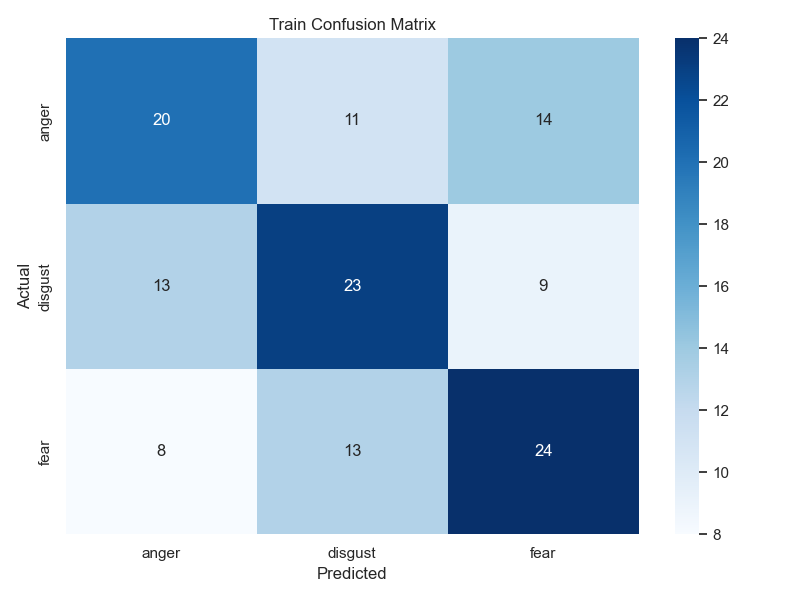 Train Confusion Matrix
Actual
anger
20 11 14
disgust
13 23 9
fear
8 13 24
anger disgust fear
Predicted
24
22
20
18
16
14
12
10
8